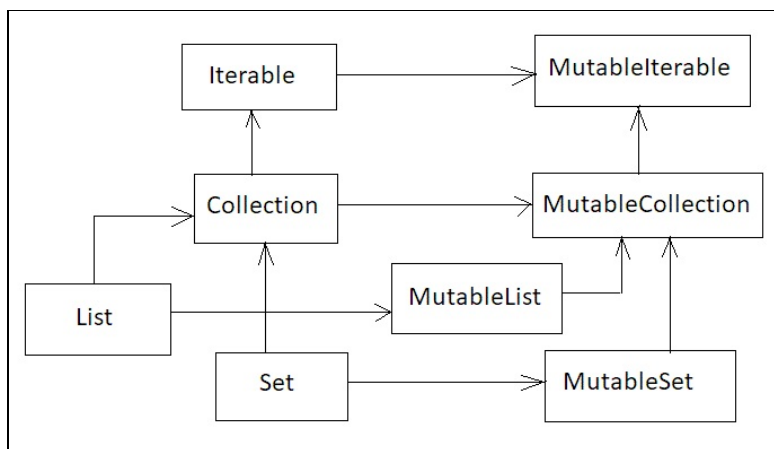 Iterable
MutableIterable
Collection
MutableCollection
List
MutableList
Set
MutableSet